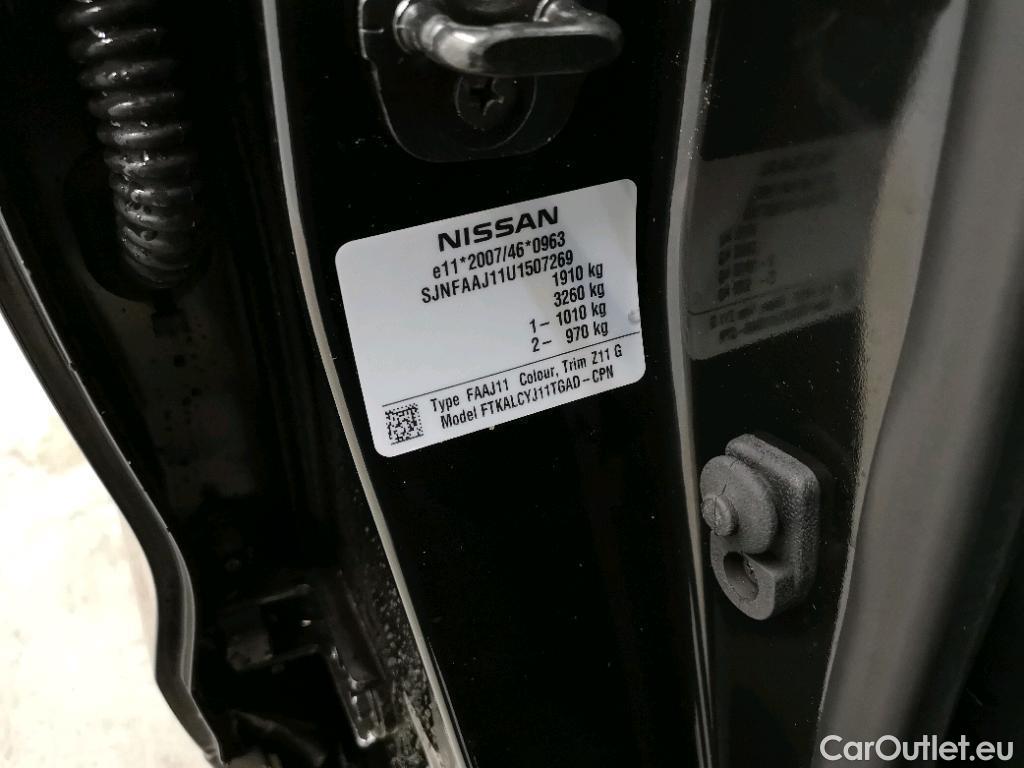 NISSAN
e11*2007/46*0963
SJNFAAJ11U1507269
1910 kg
3260 kg
1- 1010 kg
2- 970 kg
Type FAAJ11 Colour, Trim Z11 G
Model FTKALCYJ11TGAD-CPN
CarOutlet.eu